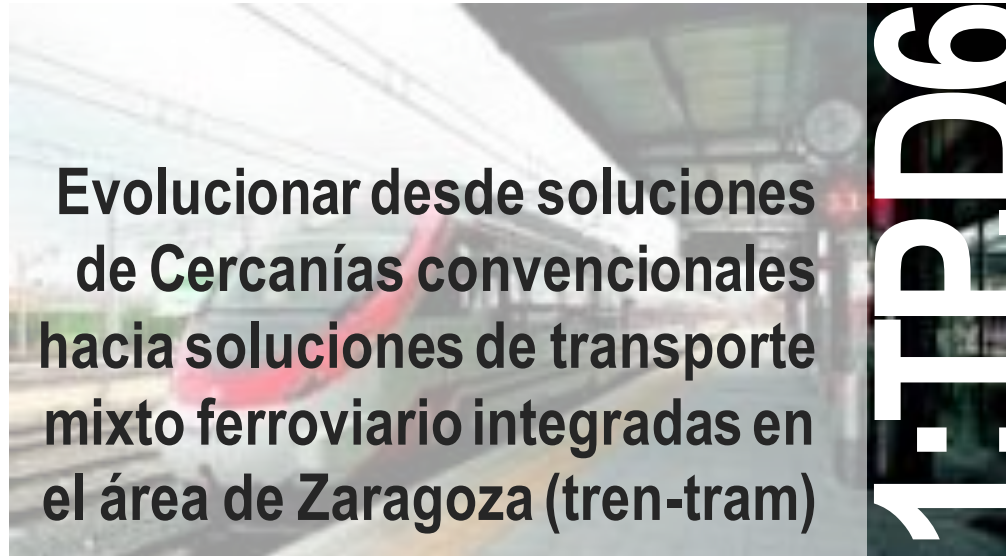 Evolucionar desde soluciones
de Cercanías convencionales
hacia soluciones de transporte
mixto ferroviario integradas en
el área de Zaragoza (tren-tram)
1:TP.D6